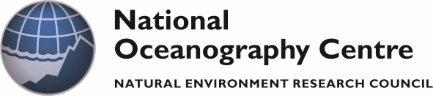 National
Oceanography Centre
NATURAL ENVIRONMENT RESEARCH COUNCIL